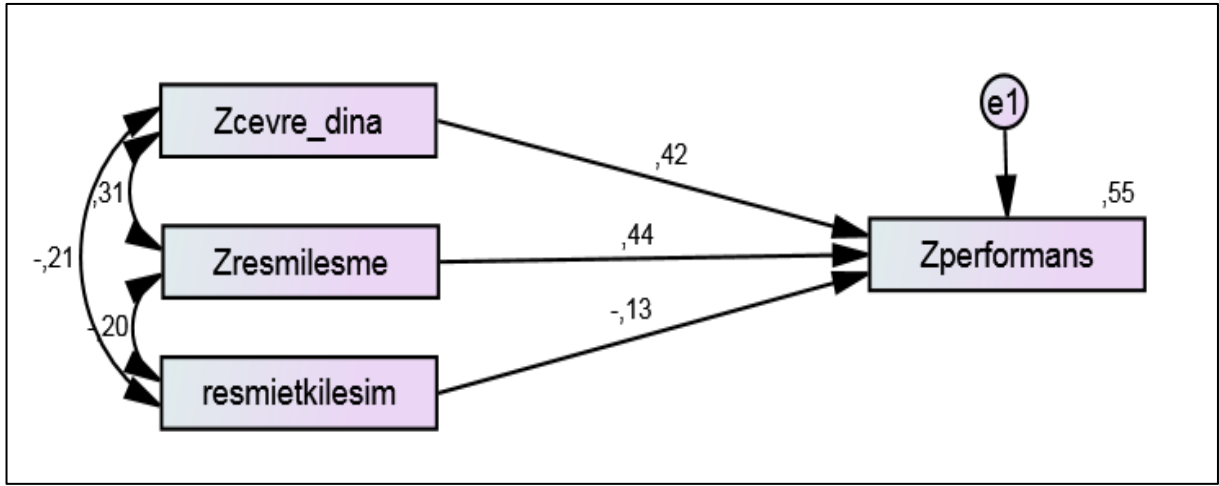 Zcevre_dina
Zresmilesme
resmietkilesim
,31
-,21
-,20
,42
,44
-,13
e1
,55
Zperformans